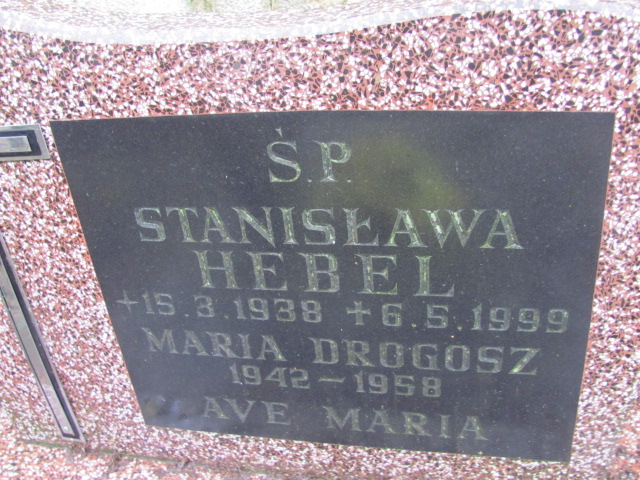 Ś.P.
STANISŁAWA
HEBEL
+15.3.1938 +6.5.1999
MARIA DROGOSZ
1942-1958
AVE MARIA